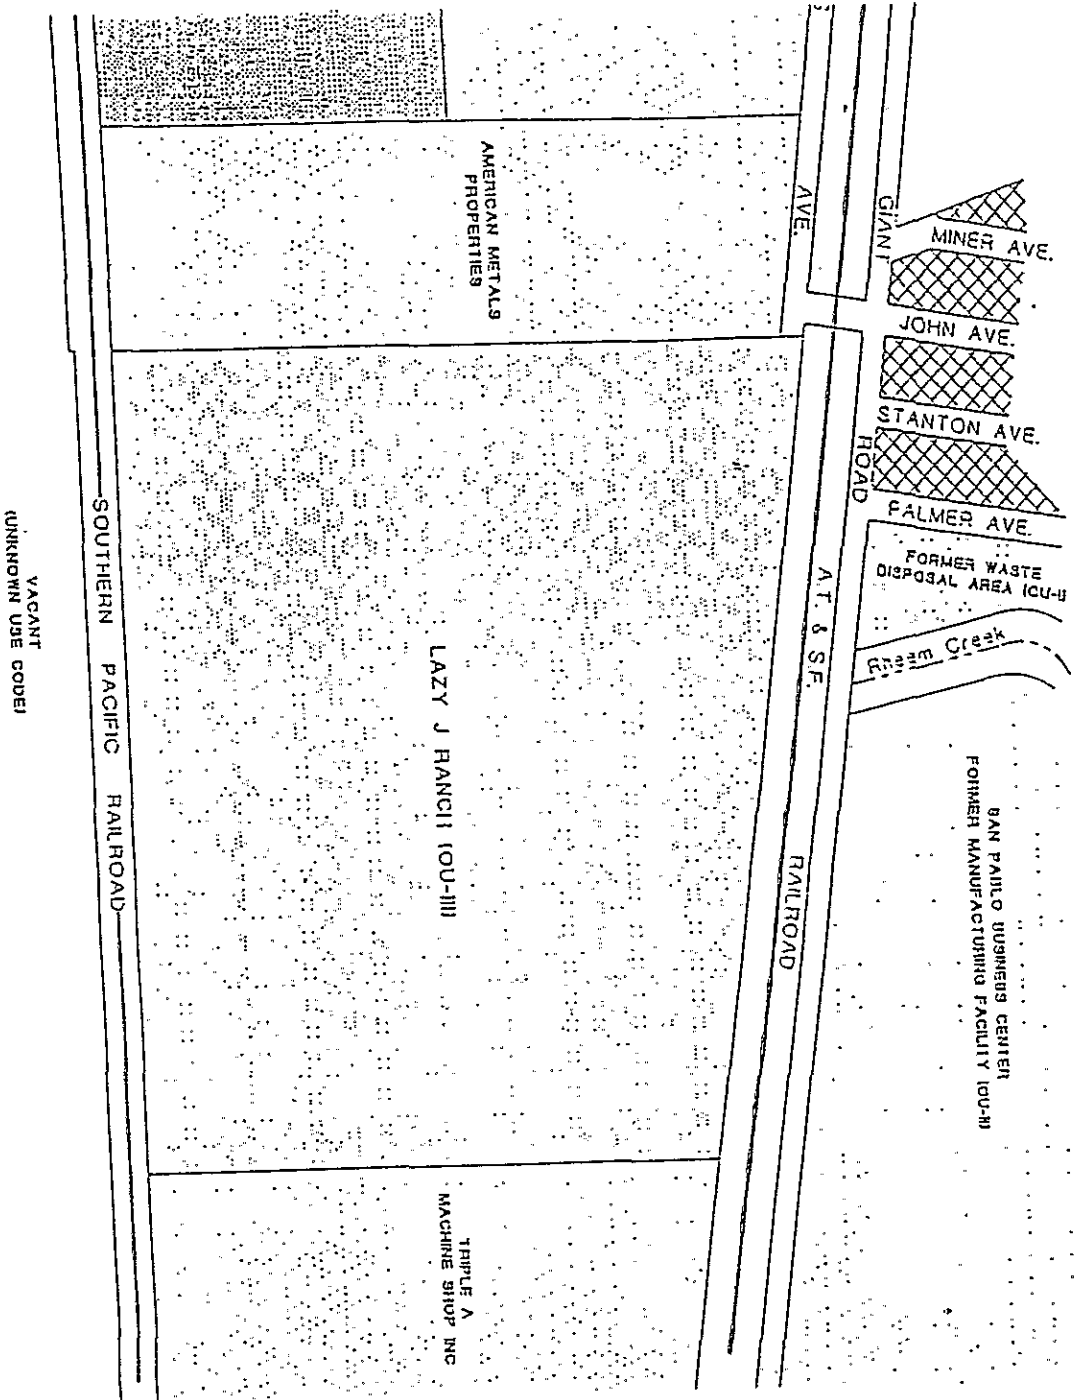 AMERICAN METALS
PROPERTIES
AVE.
GIANT
ROAD
MINER AVE.
JOHN AVE.
STANTON AVE.
PALMER AVE.
FORMER WASTE
DISPOSAL AREA (OU-I)
Rheem Creek
A.T. & S.F.
RAILROAD
SAN PABLO BUSINESS CENTER
FORMER MANUFACTURING FACILITY (OU-II)
LAZY J RANCH (OU-III)
SOUTHERN PACIFIC RAILROAD
VACANT
(UNKNOWN USE CODE)
TRIPLE A
MACHINE SHOP INC